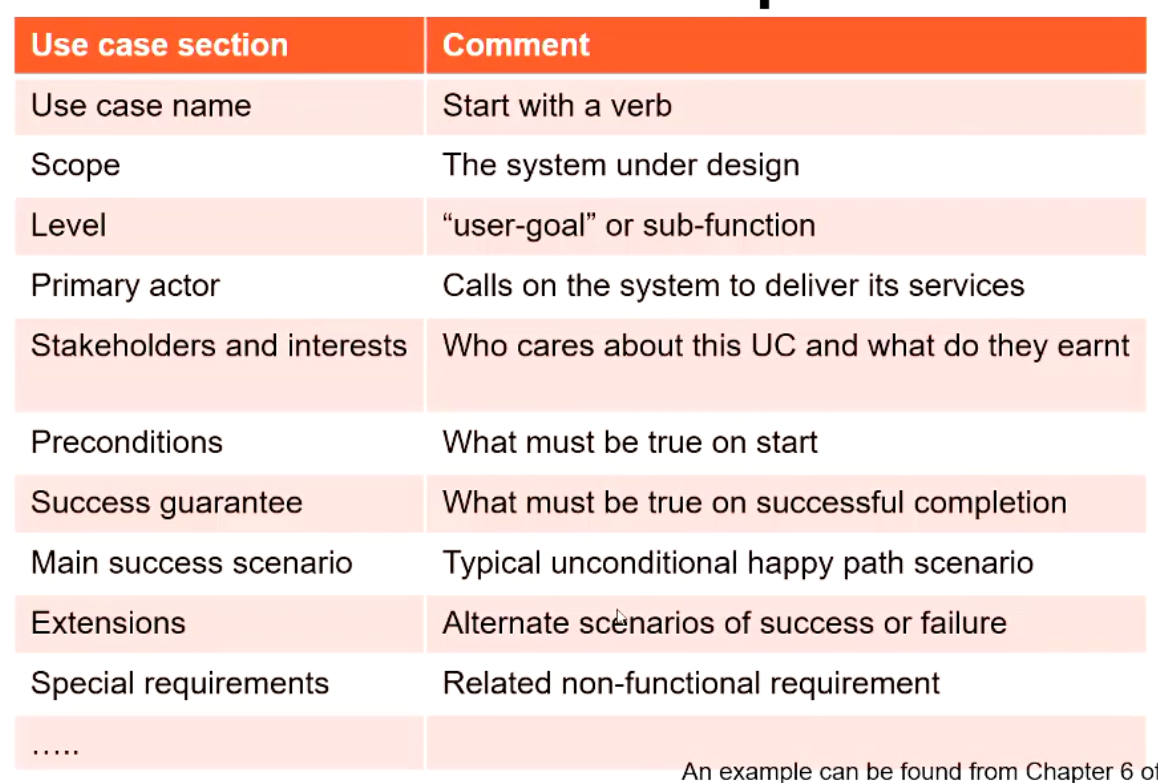 Use case section Comment
Use case name Start with a verb
Scope The system under design
Level “user-goal” or sub-function
Primary actor Calls on the system to deliver its services
Stakeholders and interests Who cares about this UC and what do they earnt
Preconditions What must be true on start
Success guarantee What must be true on successful completion
Main success scenario Typical unconditional happy path scenario
Extensions Alternate scenarios of success or failure
Special requirements Related non-functional requirement
…..
An example can be found from Chapter 6 of